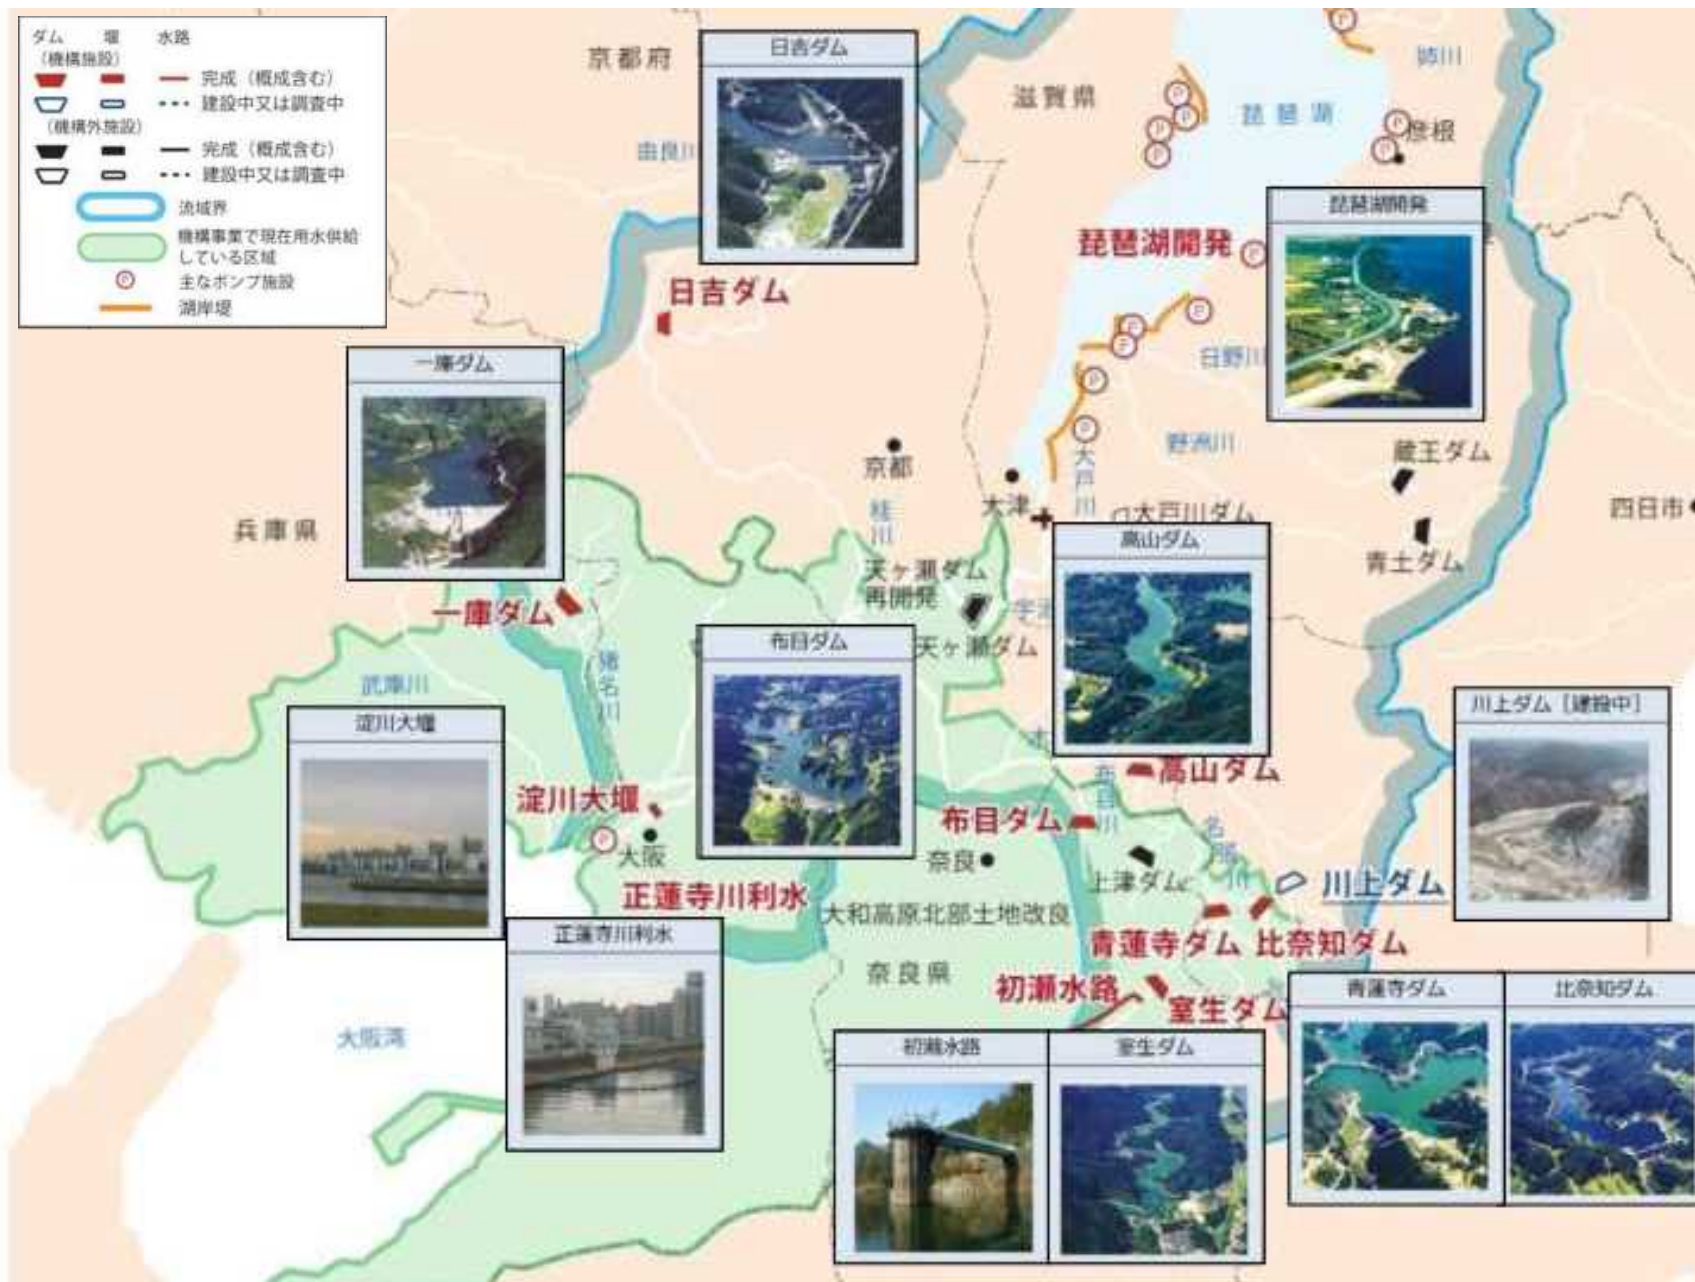 ダム 堰 水路
(機構施設)
完成（概成含む）
建設中又は調査中
(機構外施設)
完成（概成含む）
建設中又は調査中
流域界
機構事業で現在用水供給
している区域
主なポンプ施設
湖岸堤
京都府
日吉ダム
由良川
滋賀県
琵琶湖
姉川
彦根
P
P
P
P
P
P
P
琵琶湖開発
琵琶湖開発
P
日吉ダム
P
P
P
日野川
P
P
一庫ダム
京都
桂川
野洲川
大戸川
蔵王ダム
四日市
兵庫県
大津
大戸川ダム
高山ダム
青土ダム
天ヶ瀬ダム
再開発
天ヶ瀬ダム
一庫ダム
猪名川
布目ダム
武庫川
淀川大堰
川上ダム［建設中］
高山ダム
淀川大堰
P
大阪
布目ダム
布目川
名張川
奈良
上津ダム
川上ダム
正蓮寺川利水
大和高原北部土地改良
青蓮寺ダム 比奈知ダム
正蓮寺川利水
奈良県
初瀬水路
室生ダム
青蓮寺ダム
比奈知ダム
大阪湾
初瀬水路
室生ダム